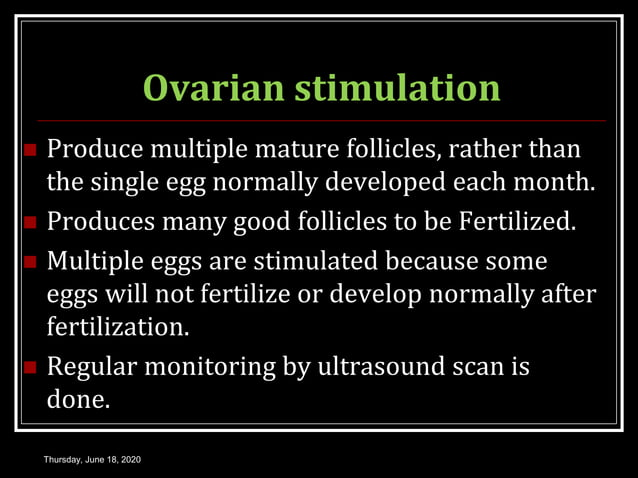 Ovarian stimulation
Produce multiple mature follicles, rather than
the single egg normally developed each month.
Produces many good follicles to be Fertilized.
Multiple eggs are stimulated because some
eggs will not fertilize or develop normally after
fertilization.
Regular monitoring by ultrasound scan is
done.
Thursday, June 18, 2020